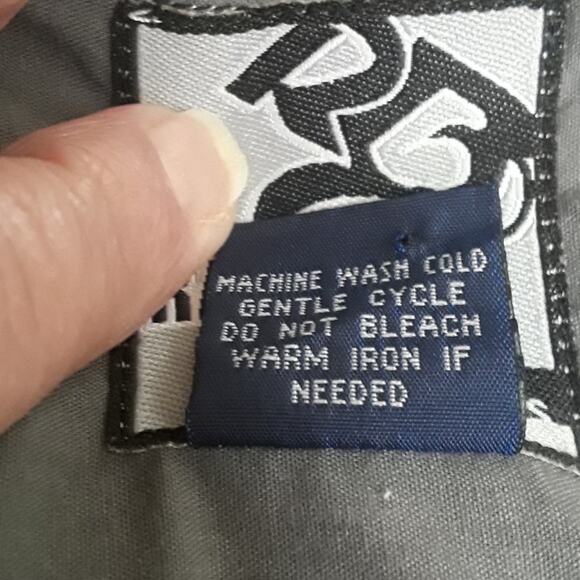 MACHINE WASH COLD
GENTLE CYCLE
DO NOT BLEACH
WARM IRON IF
NEEDED